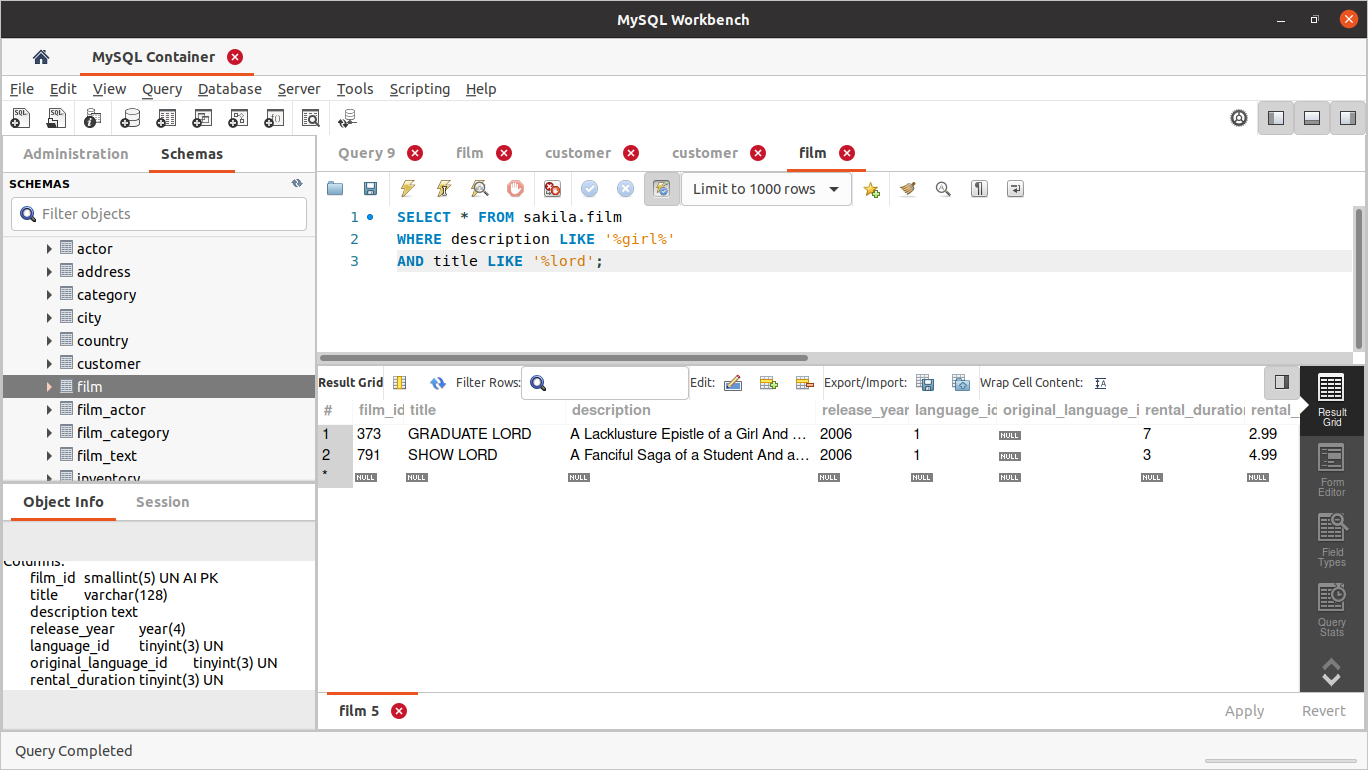 MySQL Workbench
MySQL Container
File Edit View Query Database Server Tools Scripting Help
Administration Schemas
SCHEMAS
Filter objects
actor
address
category
city
country
customer
film
film_actor
film_category
film_text
inventory
Object Info Session
Columns:
film_id smallint(5) UN AI PK
title varchar(128)
description text
release_year year(4)
language_id tinyint(3) UN
original_language_id tinyint(3) UN
rental_duration tinyint(3) UN
Query 9 film customer customer film
Limit to 1000 rows
1 SELECT * FROM sakila.film
2 WHERE description LIKE '%girl%'
3 AND title LIKE '%lord';
Result Grid Filter Rows: Edit: Export/Import: Wrap Cell Content:
# film_id title description release_year language_id original_language_i rental_duration rental_
1 373 GRADUATE LORD A Lacklusture Epistle of a Girl And ... 2006 1 NULL 7 2.99
2 791 SHOW LORD A Fanciful Saga of a Student And a... 2006 1 NULL 3 4.99
* NULL NULL NULL NULL NULL NULL NULL NULL
Result
Grid
Form
Editor
Field
Types
Query
Stats
film 5 Apply Revert
Query Completed